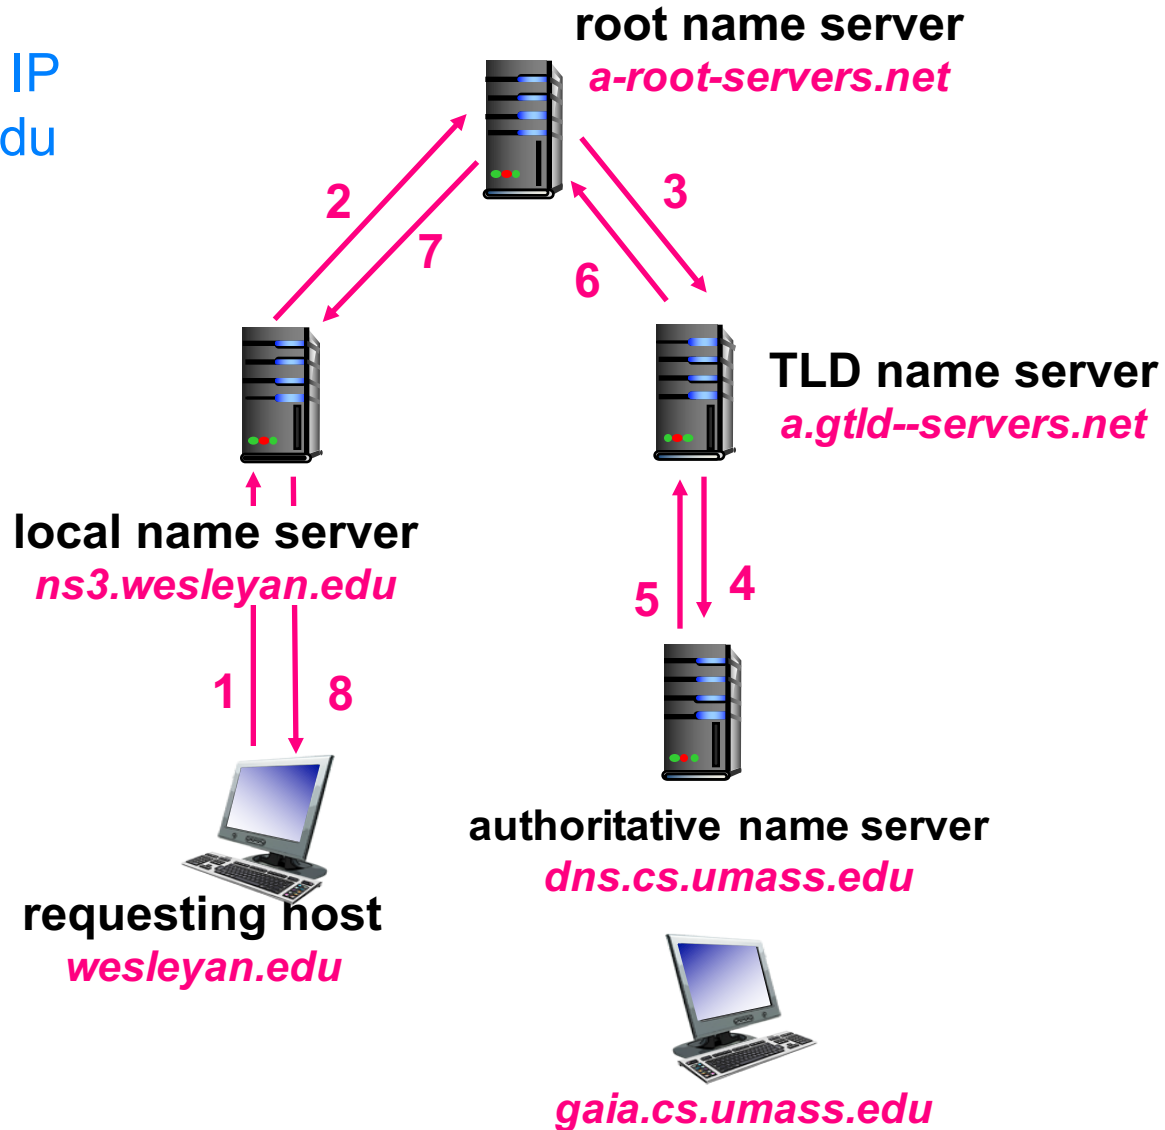 root name server
a-root-servers.net
IP
du
2
3
7
6
TLD name server
a.gtld--servers.net
local name server
ns3.wesleyan.edu
5
4
1
8
authoritative name server
dns.cs.umass.edu
requesting host
wesleyan.edu
gaia.cs.umass.edu